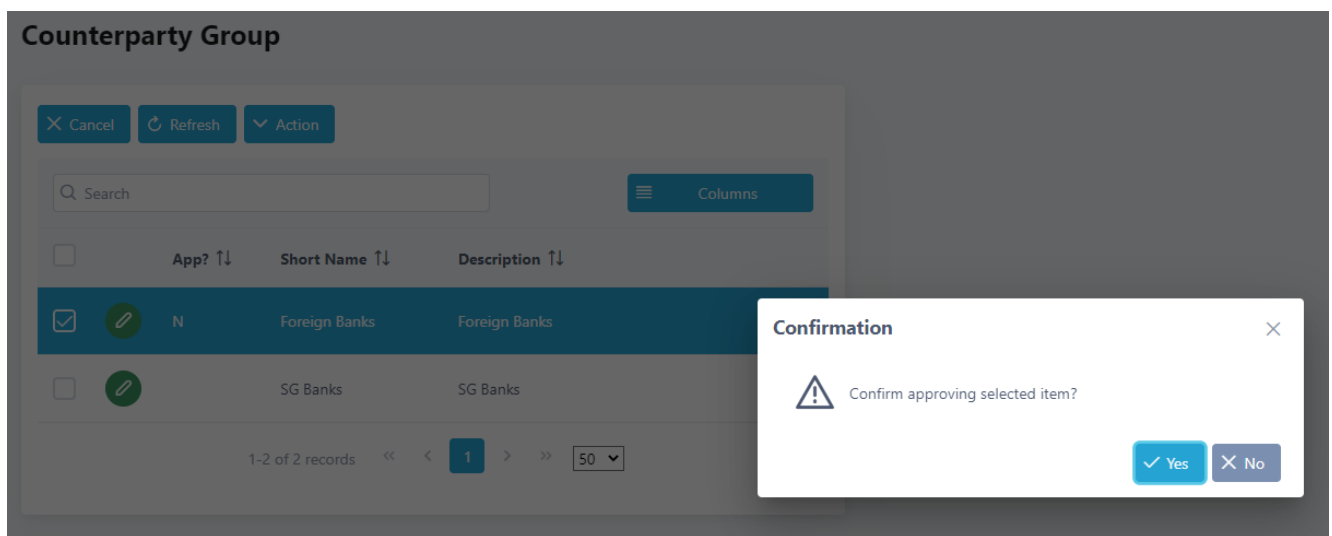 Counterparty Group
Cancel Refresh Action
Search Columns
App? Short Name Description
N Foreign Banks Foreign Banks
SG Banks SG Banks
1-2 of 2 records « < 1 > » 50
Confirmation
Confirm approving selected item?
Yes No